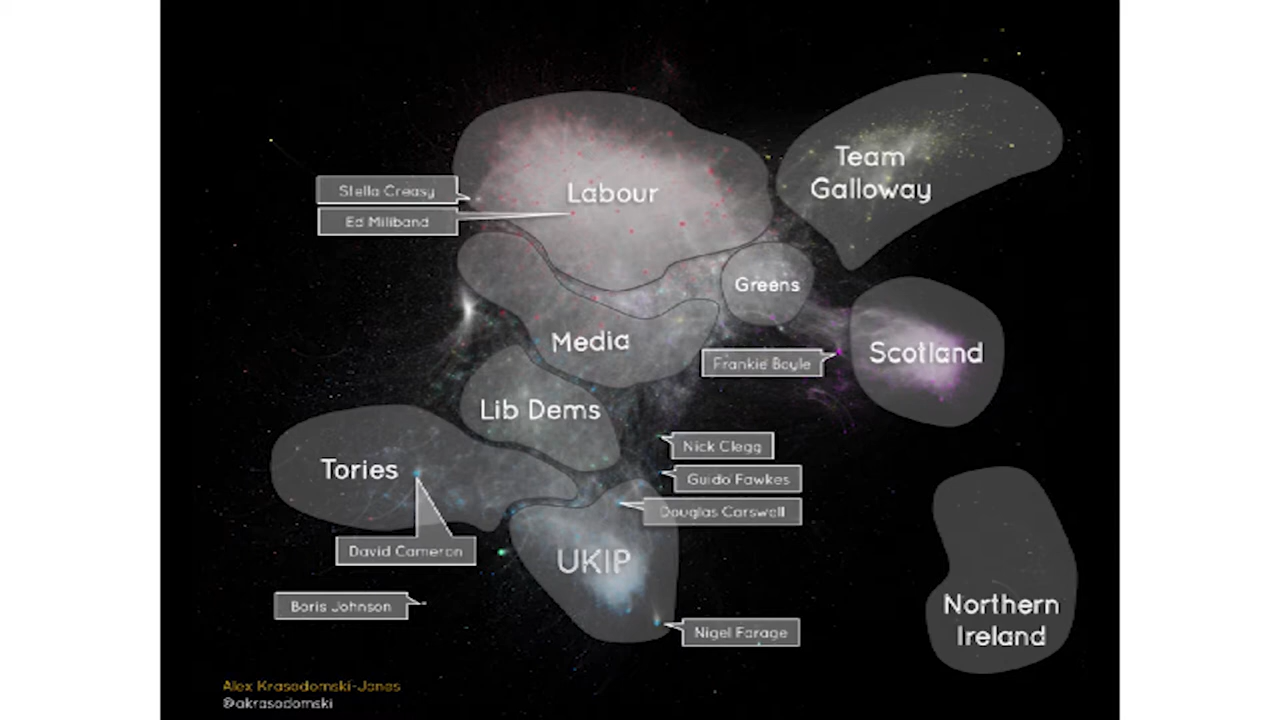 Team
Galloway
Labour
Stella Creasy
Ed Miliband
Greens
Media
Scotland
Frankie Boyle
Lib Dems
Nick Clegg
Tories
Guido Fawkes
Douglas Carswell
David Cameron
UKIP
Boris Johnson
Northern
Ireland
Nigel Farage
Alex Krasodomski-Jones
@akrasodomski